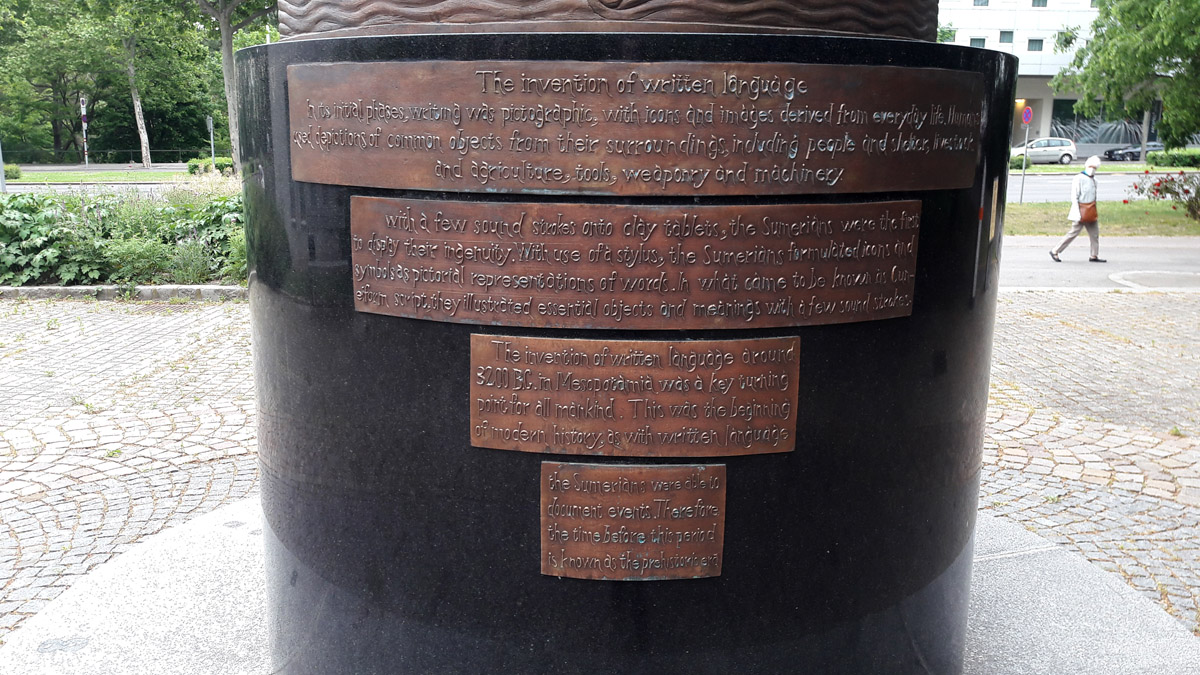 The invention of written language
In its initial phases, writing was pictographic, with icons and images derived from everyday life. Humans
used depictions of common objects from their surroundings, including people and shelter, livestock
and agriculture, tools, weaponry and machinery.
With a few sound strokes onto clay tablets, the Sumerians were the first
to display their ingenuity. With use of a stylus, the Sumerians formulated icons and
symbols as pictorial representations of words. In what came to be known as Cun-
eiform script, they illustrated essential objects and meanings with a few sound strokes.
The invention of written language around
3200 B.C. in Mesopotamia was a key turning
point for all mankind. This was the beginning
of modern history, as with written language
the Sumerians were able to
document events. Therefore
the time before this period
is known as the prehistoric era